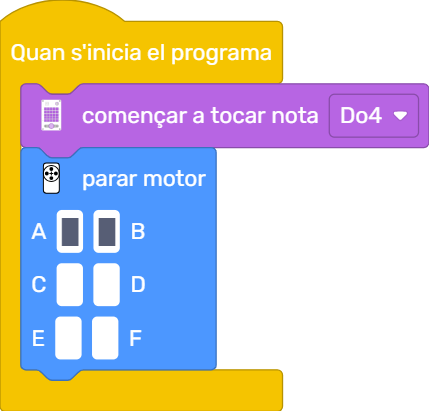 Quan s'inicia el programa
començar a tocar nota Do4
parar motor
A B
C D
E F